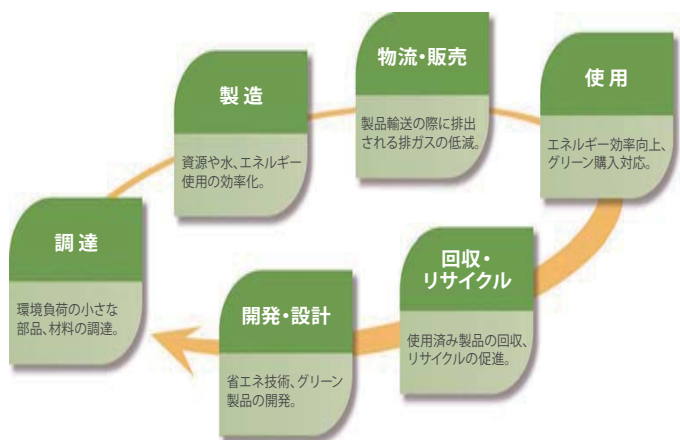 調達
環境負荷の小さな
部品、材料の調達。
製造
資源や水、エネルギー
使用の効率化。
物流・販売
製品輸送の際に排出
される排ガスの低減。
使用
エネルギー効率向上、
グリーン購入対応。
回収・
リサイクル
使用済み製品の回収、
リサイクルの促進。
開発・設計
省エネ技術、グリーン
製品の開発。